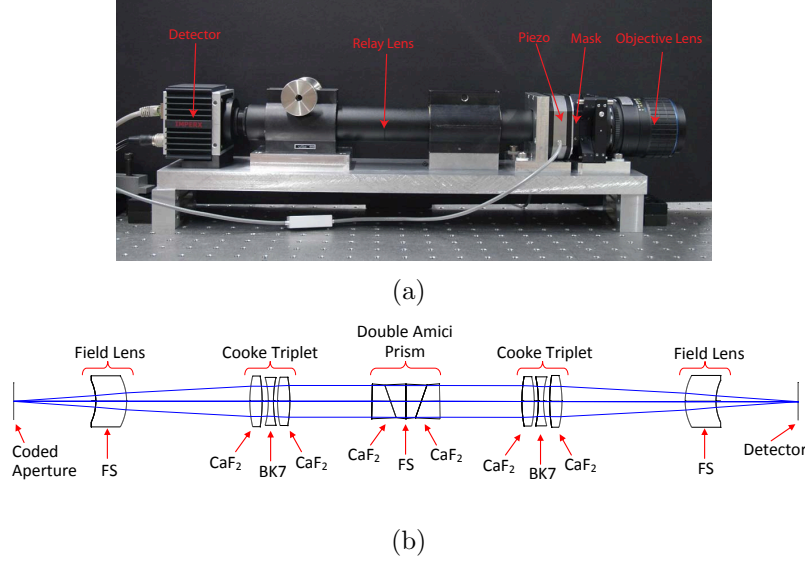 Detector
Relay Lens
Piezo
Mask
Objective Lens
(a)
Field Lens
Cooke Triplet
Double Amici
Prism
Cooke Triplet
Field Lens
Coded
Aperture
FS
CaF₂
BK7
CaF₂
CaF₂
FS
CaF₂
CaF₂
BK7
CaF₂
FS
Detector
(b)